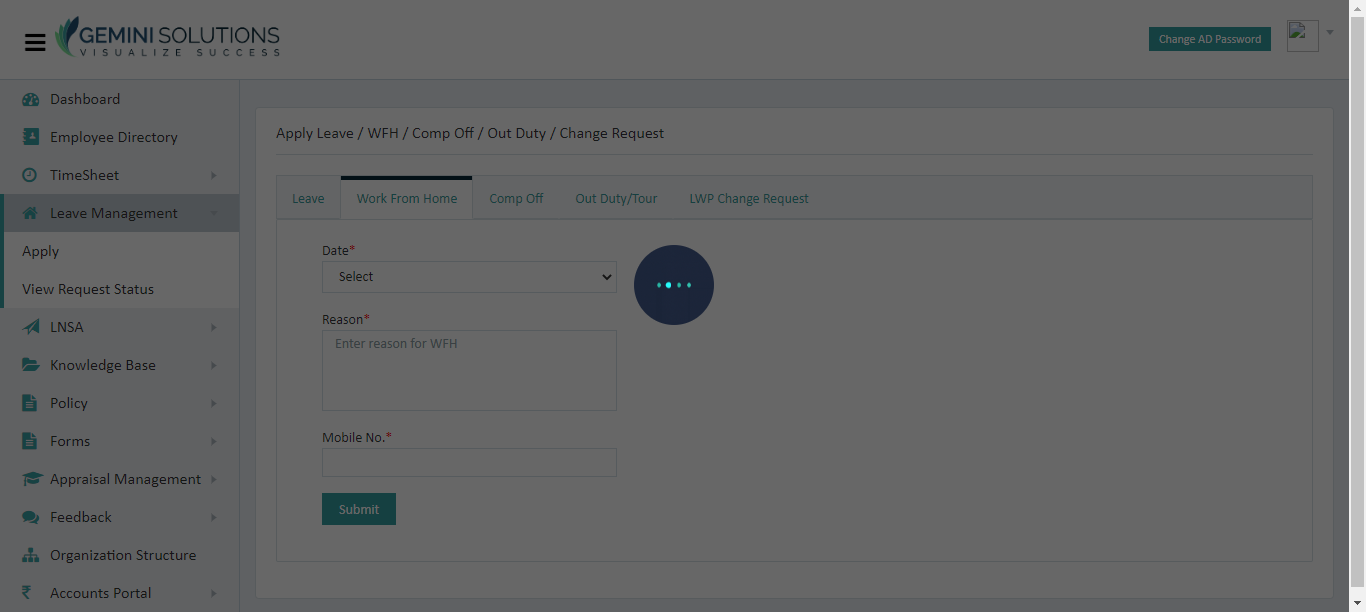 GEMINI SOLUTIONS
VISUALIZE SUCCESS
Change AD Password
Dashboard
Employee Directory
TimeSheet
Leave Management
Apply
View Request Status
LNSA
Knowledge Base
Policy
Forms
Appraisal Management
Feedback
Organization Structure
Accounts Portal
Apply Leave / WFH / Comp Off / Out Duty / Change Request
Leave Work From Home Comp Off Out Duty/Tour LWP Change Request
Date*
Select
Reason*
Enter reason for WFH
Mobile No.*
Submit